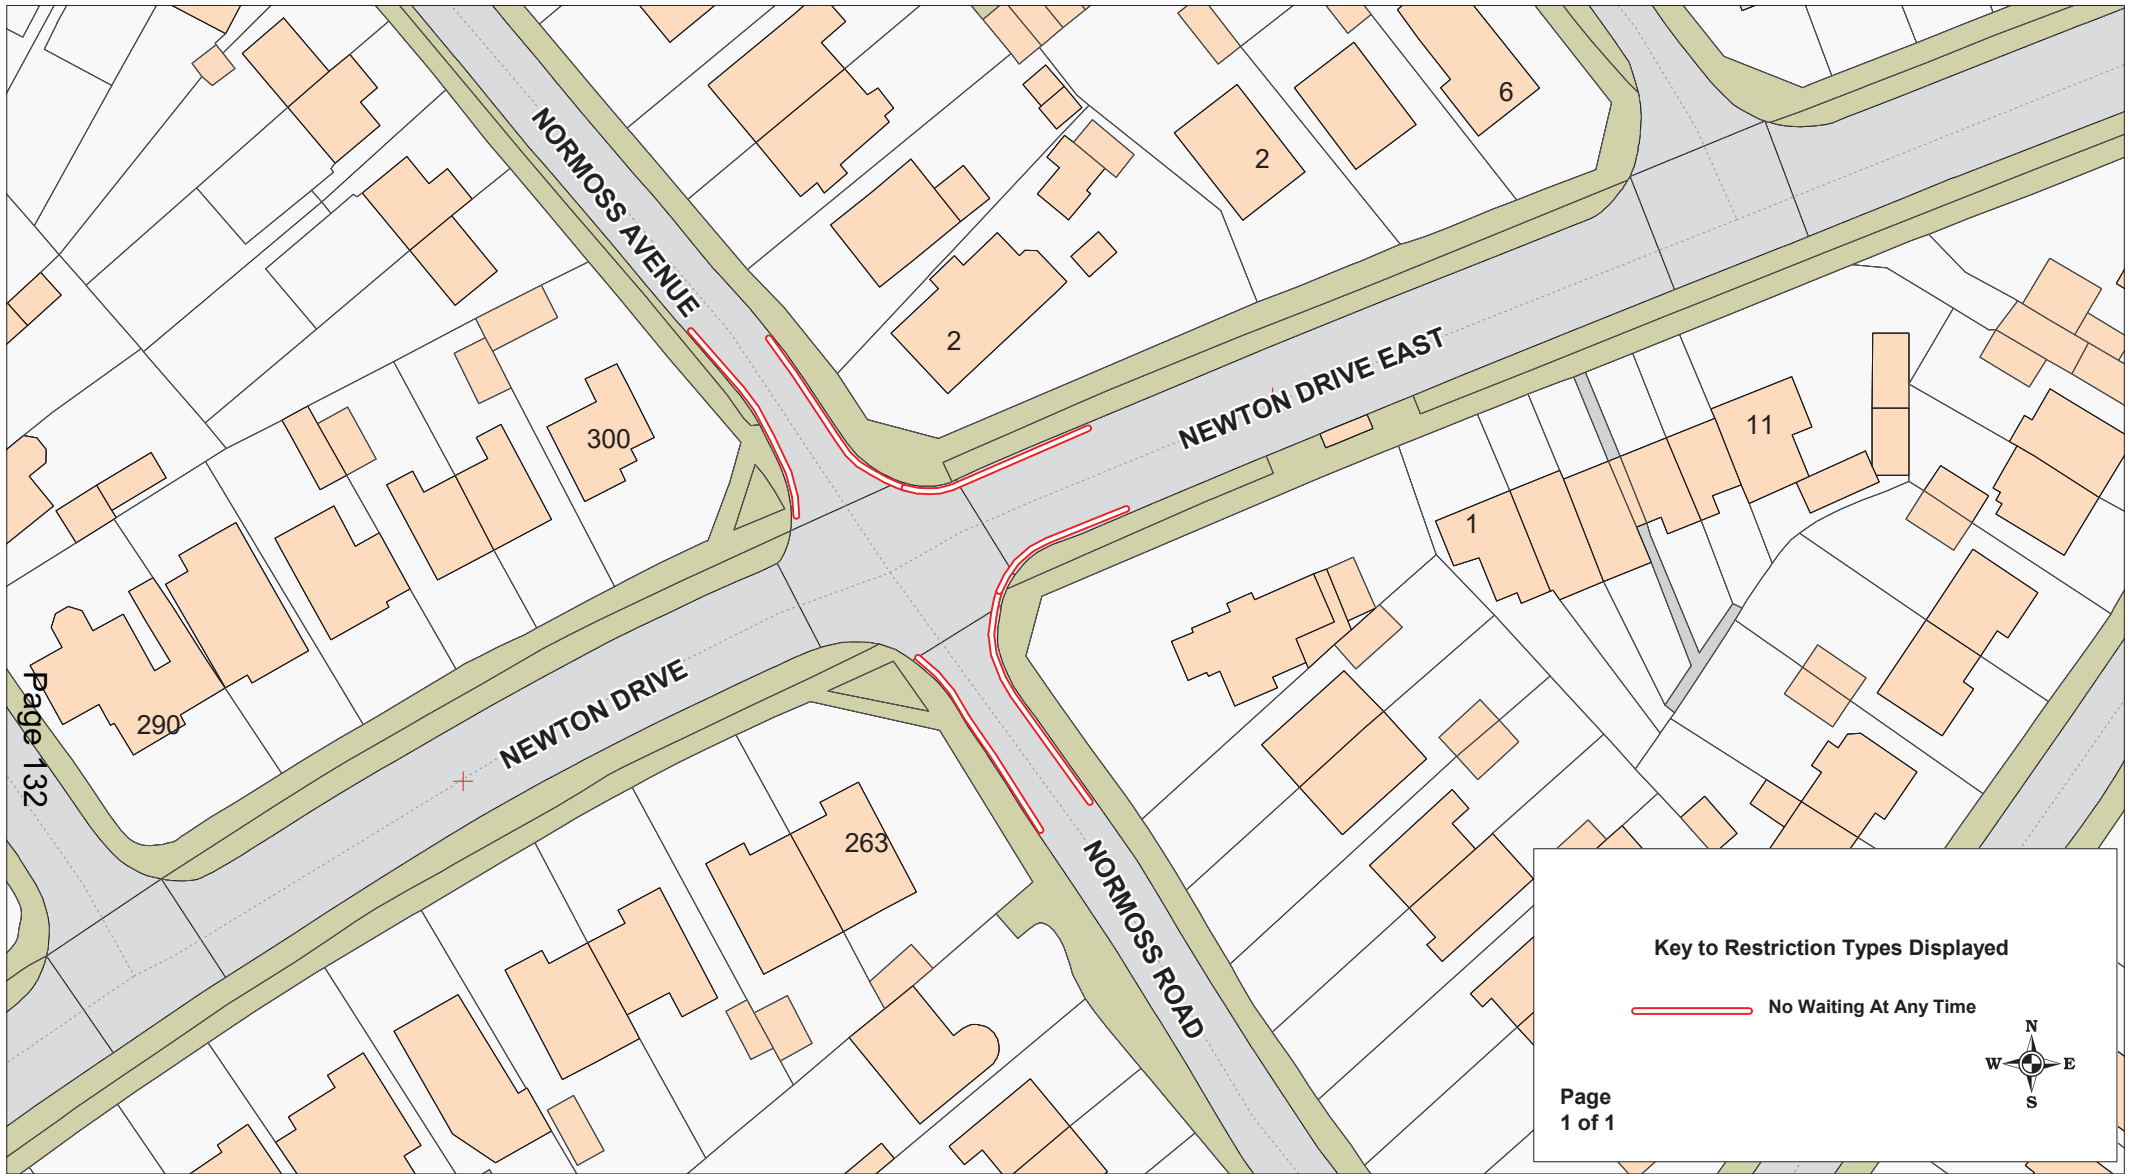 6
2
NORMOSS AVENUE
2
NEWTON DRIVE EAST
300
11
1
Page 132
290
NEWTON DRIVE
263
NORMOSS ROAD
Key to Restriction Types Displayed
No Waiting At Any Time
N
W E
S
Page
1 of 1